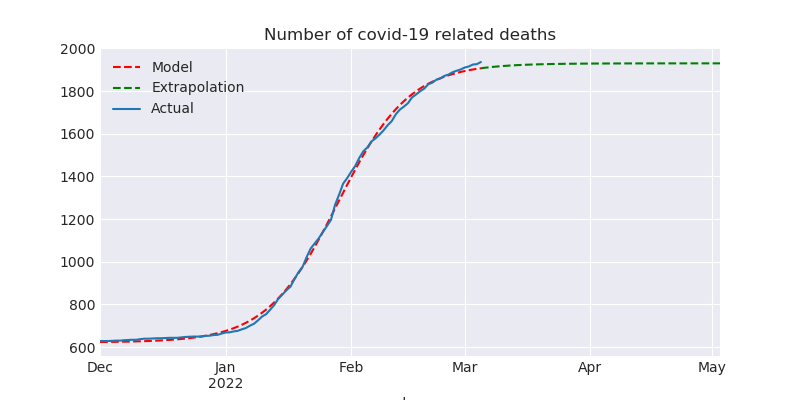 Number of covid-19 related deaths
2000
1800
1600
1400
1200
1000
800
600
Model
Extrapolation
Actual
Dec Jan Feb Mar Apr May
2022